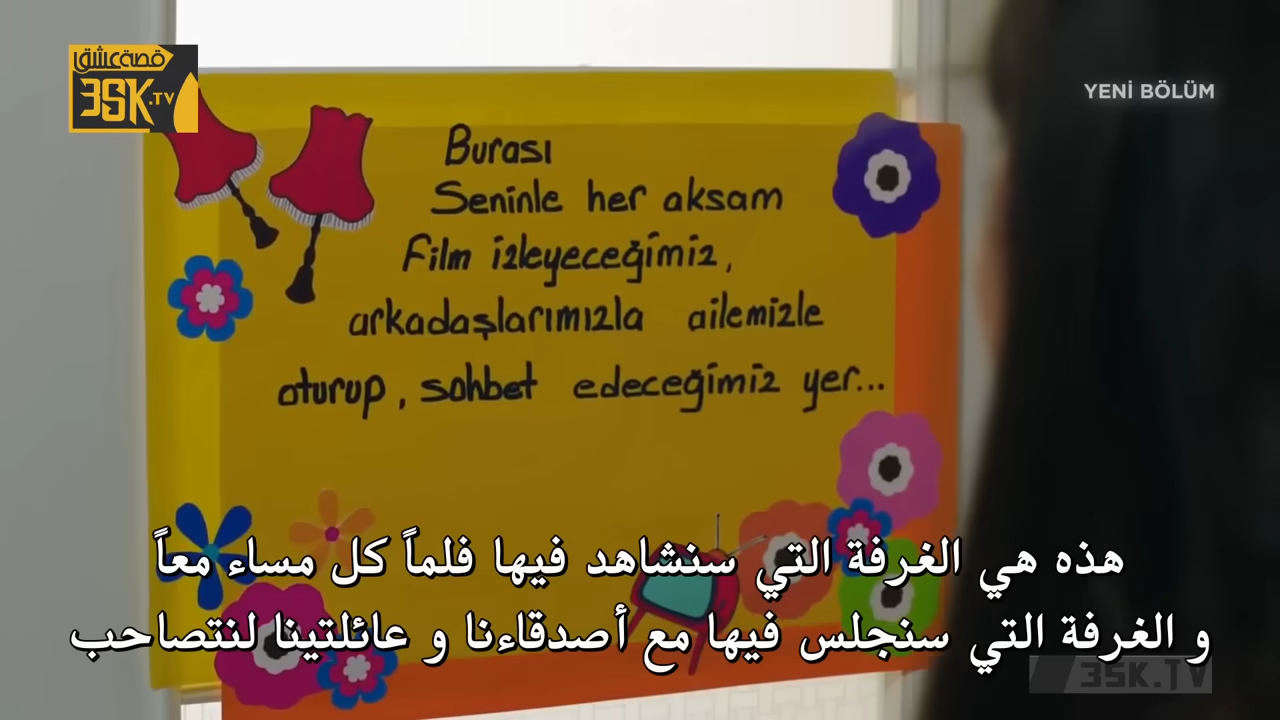 قصة عشق
3SK.TV
YENİ BÖLÜM
Burası
Seninle her aksam
Film izleyeceğimiz,
arkadaşlarımızla ailemizle
oturup, sohbet edeceğimiz yer...
هذه هي الغرفة التي سنشاهد فيها فلماً كل مساء معاً
و الغرفة التي سنجلس فيها مع أصدقاءنا و عائلتينا لنتصاحب
3SK.TV